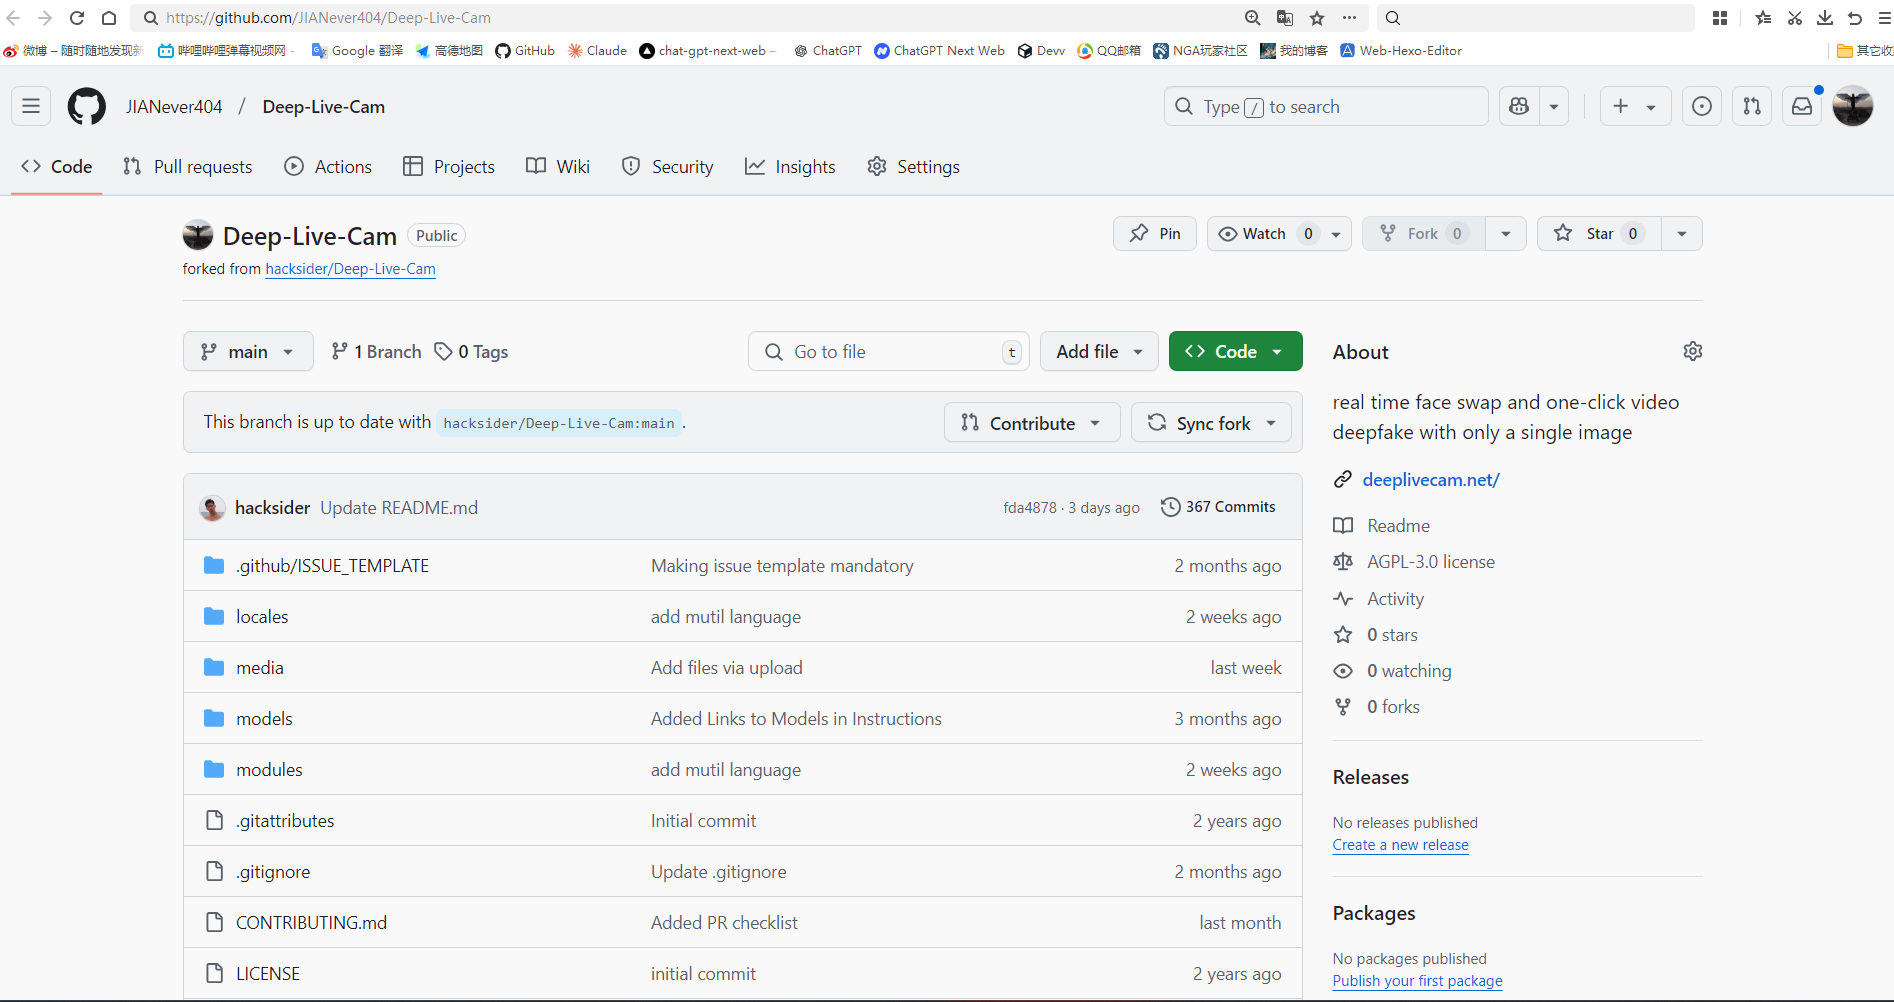 https://github.com/JIANever404/Deep-Live-Cam
微博 – 随时随地发现新
哔哩哔哩弹幕视频网 -
Google 翻译
高德地图
GitHub
Claude
chat-gpt-next-web –
ChatGPT
ChatGPT Next Web
Devv
QQ邮箱
NGA玩家社区
我的博客
Web-Hexo-Editor
其它收
JIANever404 / Deep-Live-Cam
Type / to search
Code
Pull requests
Actions
Projects
Wiki
Security
Insights
Settings
Deep-Live-Cam Public
Pin
Watch 0
Fork 0
Star 0
forked from hacksider/Deep-Live-Cam
main
1 Branch
0 Tags
Go to file t
Add file
Code
This branch is up to date with hacksider/Deep-Live-Cam:main .
Contribute
Sync fork
hacksider Update README.md fda4878 · 3 days ago 367 Commits
.github/ISSUE_TEMPLATE Making issue template mandatory 2 months ago
locales add mutil language 2 weeks ago
media Add files via upload last week
models Added Links to Models in Instructions 3 months ago
modules add mutil language 2 weeks ago
.gitattributes Initial commit 2 years ago
.gitignore Update .gitignore 2 months ago
CONTRIBUTING.md Added PR checklist last month
LICENSE initial commit 2 years ago
About
real time face swap and one-click video
deepfake with only a single image
deeplivecam.net/
Readme
AGPL-3.0 license
Activity
0 stars
0 watching
0 forks
Releases
No releases published
Create a new release
Packages
No packages published
Publish your first package